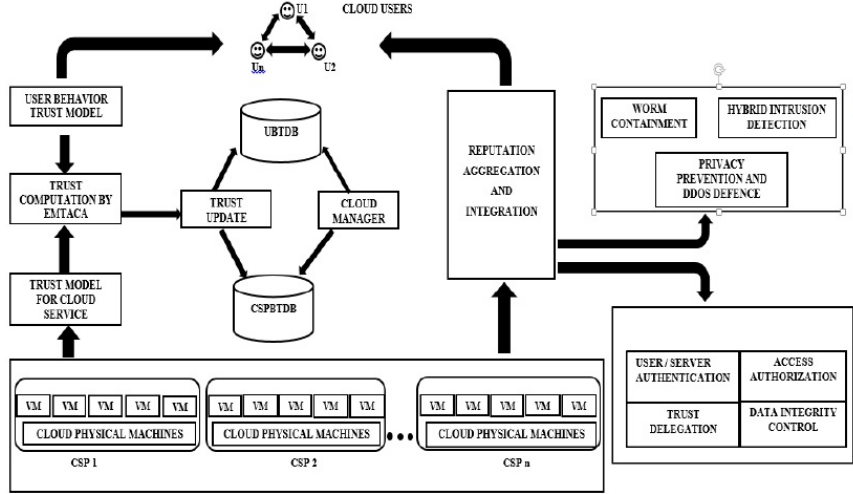 U1
CLOUD USERS
Un
U2
USER BEHAVIOR
TRUST MODEL
UBTDB
TRUST
COMPUTATION BY
EMTACA
TRUST
UPDATE
CLOUD
MANAGER
TRUST MODEL
FOR CLOUD
SERVICE
CSPBTDB
REPUTATION
AGGREGATION
AND
INTEGRATION
WORM
CONTAINMENT
HYBRID INTRUSION
DETECTION
PRIVACY
PREVENTION AND
DDOS DEFENCE
USER / SERVER
AUTHENTICATION
ACCESS
AUTHORIZATION
TRUST
DELEGATION
DATA INTEGRITY
CONTROL
VM VM VM VM VM
CLOUD PHYSICAL MACHINES
CSP 1
VM VM VM VM VM
CLOUD PHYSICAL MACHINES
CSP 2
VM VM VM VM VM
CLOUD PHYSICAL MACHINES
CSP n